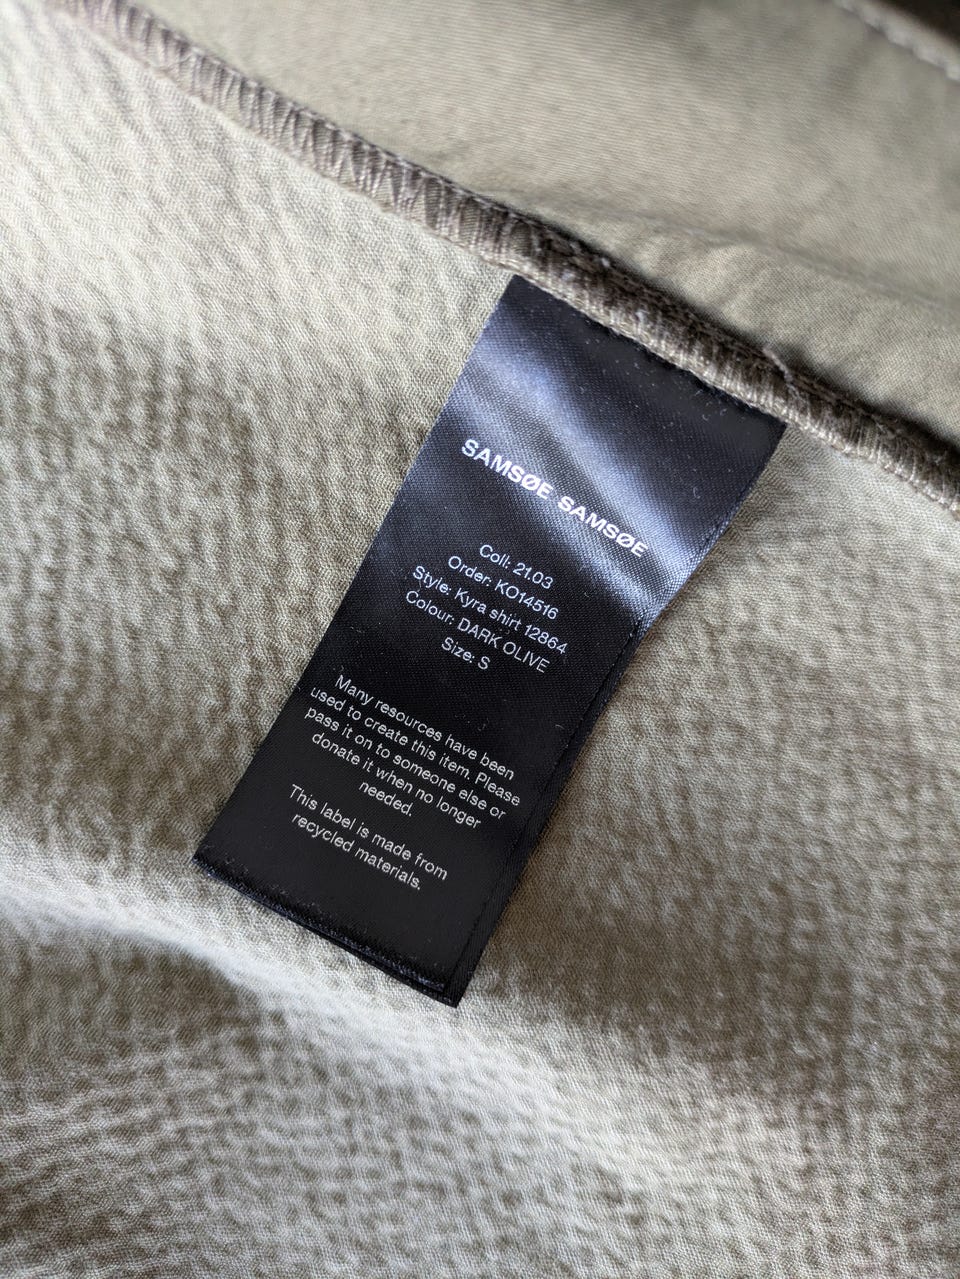 SAMSØE SAMSØE
Coll: 21.03
Order: KO14516
Style: Kyra shirt 12864
Colour: DARK OLIVE
Size: S
Many resources have been
used to create this item. Please
pass it on to someone else or
donate it when no longer
needed.
This label is made from
recycled materials.